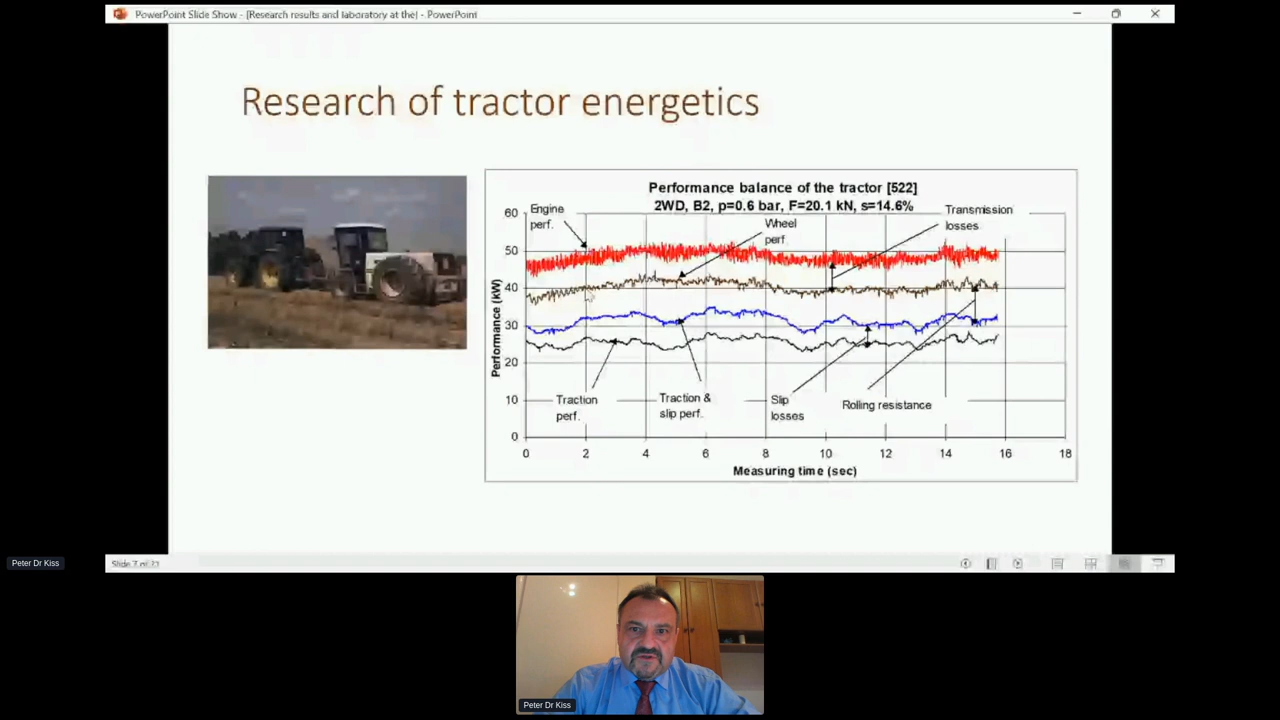 PowerPoint Slide Show - [Research results and laboratory at the] - PowerPoint
Research of tractor energetics
Performance balance of the tractor [522]
2WD, B2, p=0.6 bar, F=20.1 kN, s=14.6%
Engine
perf.
Wheel
perf.
Transmission
losses
Performance (kW)
60
50
40
30
20
10
0
Traction
perf.
Traction &
slip perf.
Slip
losses
Rolling resistance
0 2 4 6 8 10 12 14 16 18
Measuring time (sec)
Peter Dr Kiss
Slide 7 of 21
Peter Dr Kiss